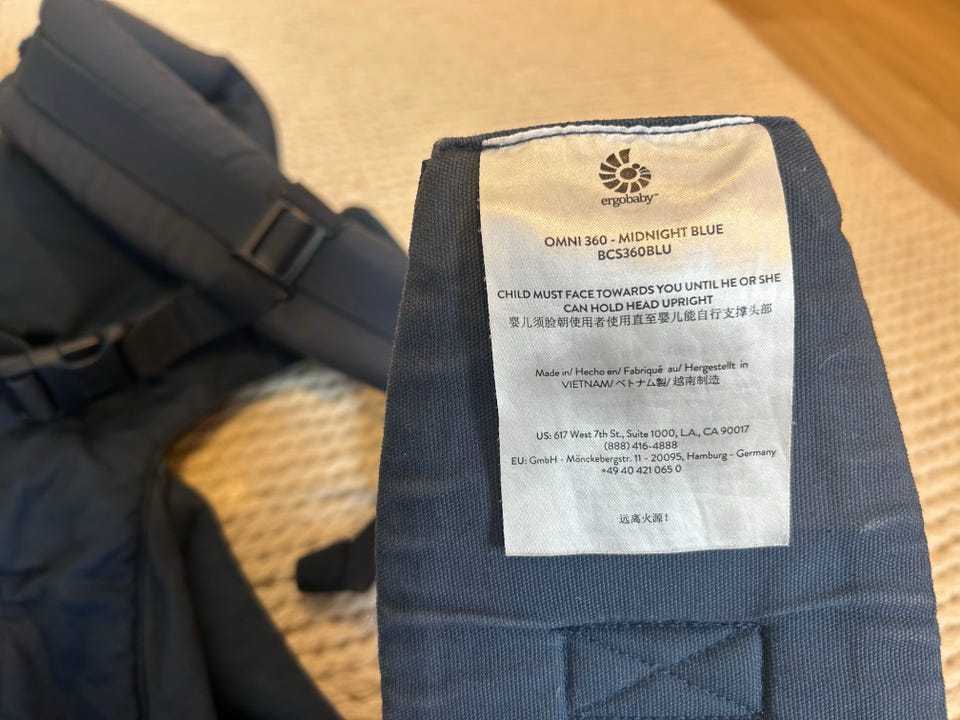 ergobaby™
OMNI 360 - MIDNIGHT BLUE
BCS360BLU
CHILD MUST FACE TOWARDS YOU UNTIL HE OR SHE
CAN HOLD HEAD UPRIGHT
婴儿须脸朝使用者使用直至婴儿能自行支撑头部
Made in/ Hecho en/ Fabriqué au/ Hergestellt in
VIETNAM/ ベトナム製/ 越南制造
US: 617 West 7th St., Suite 1000, L.A., CA 90017
(888) 416-4888
EU: GmbH - Mönckebergstr. 11 - 20095, Hamburg - Germany
+49 40 421 065 0
远离火源!